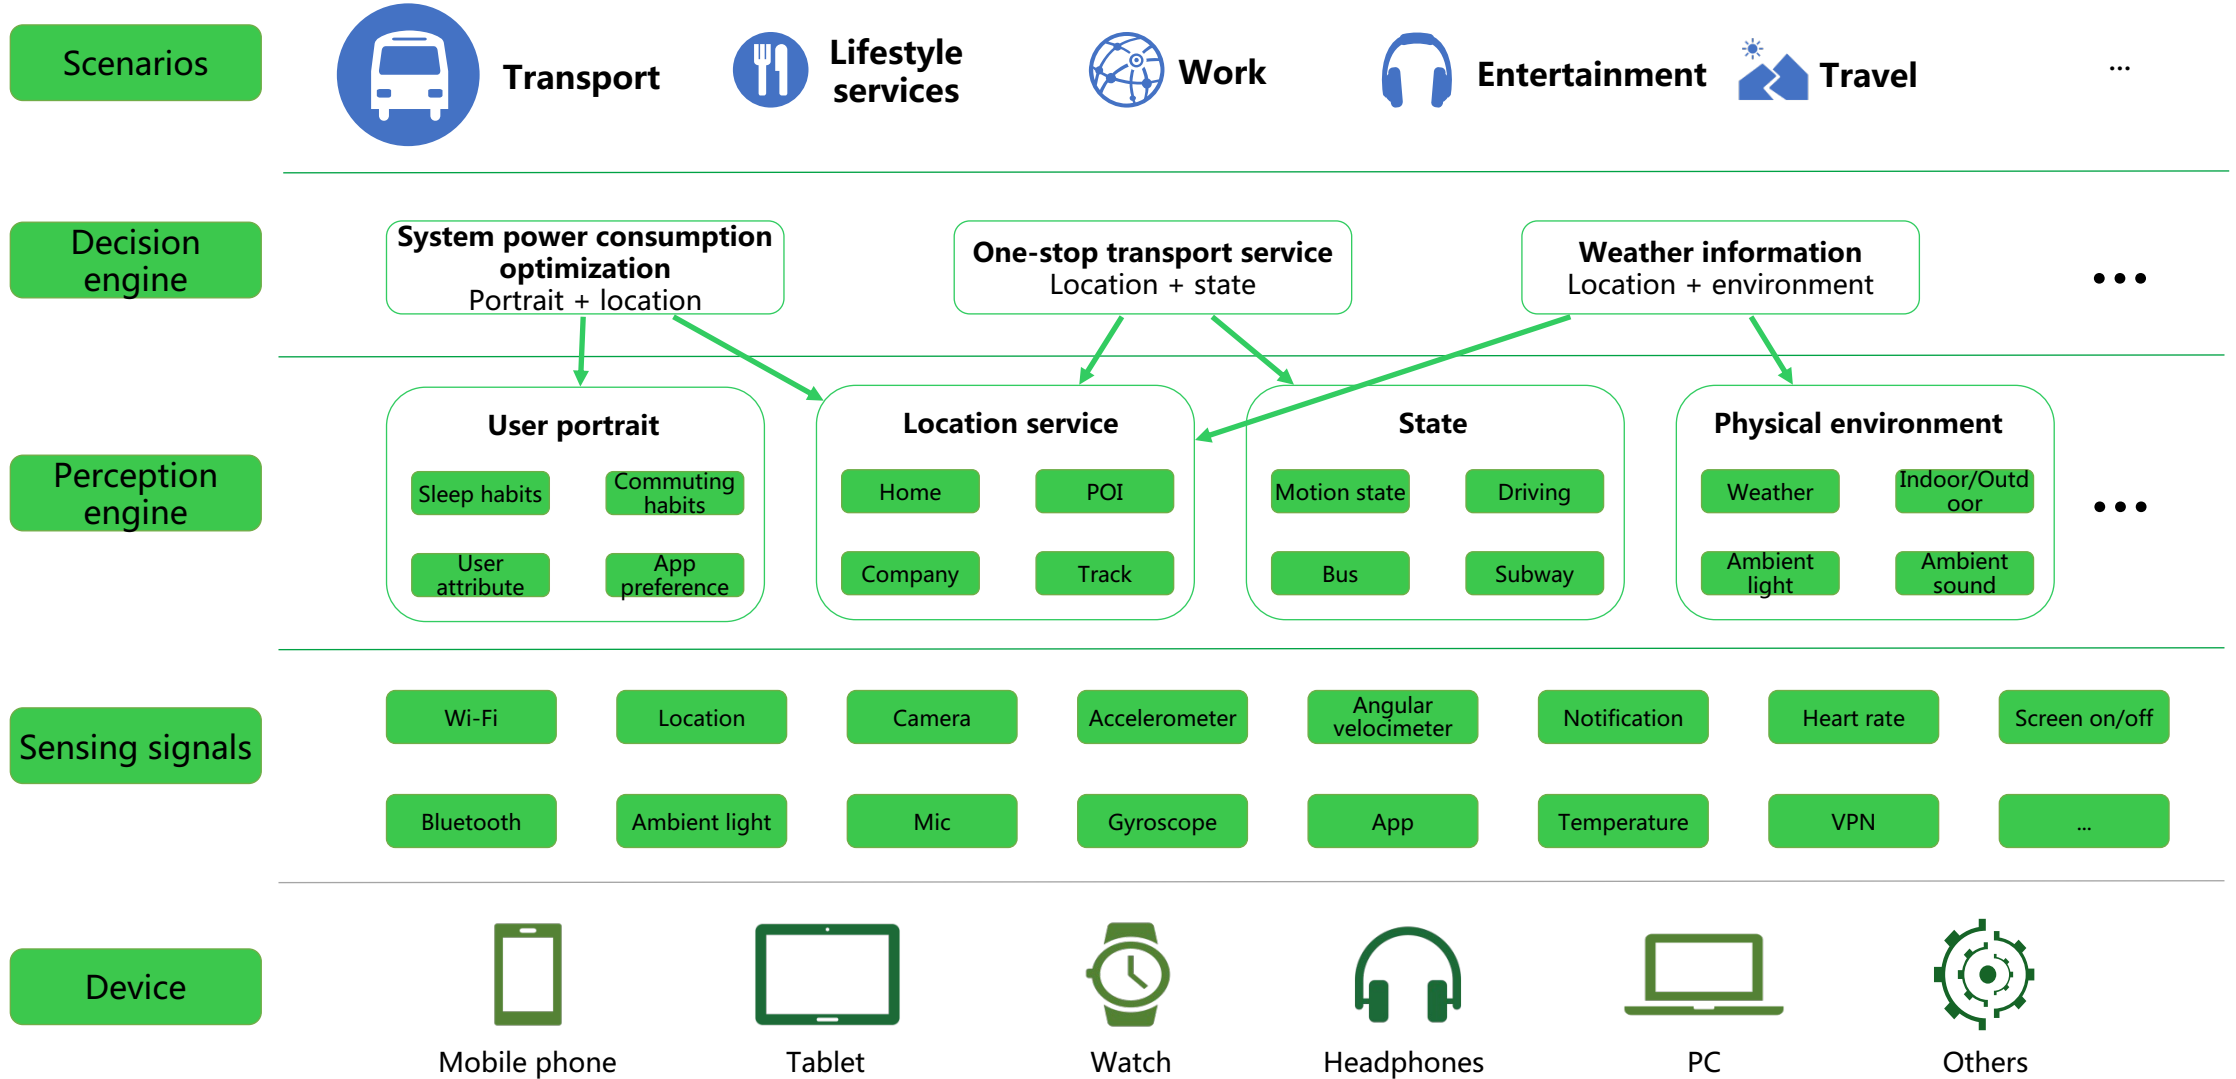 Scenarios
Transport
Lifestyle
services
Work
Entertainment
Travel
...
Decision
engine
System power consumption
optimization
Portrait + location
One-stop transport service
Location + state
Weather information
Location + environment
•••
Perception
engine
User portrait
Sleep habits
Commuting
habits
User
attribute
App
preference
Location service
Home
POI
Company
Track
State
Motion state
Driving
Bus
Subway
Physical environment
Weather
Indoor/Outd
oor
Ambient
light
Ambient
sound
•••
Sensing signals
Wi-Fi
Location
Camera
Accelerometer
Angular
velocimeter
Notification
Heart rate
Screen on/off
Bluetooth
Ambient light
Mic
Gyroscope
App
Temperature
VPN
...
Device
Mobile phone
Tablet
Watch
Headphones
PC
Others